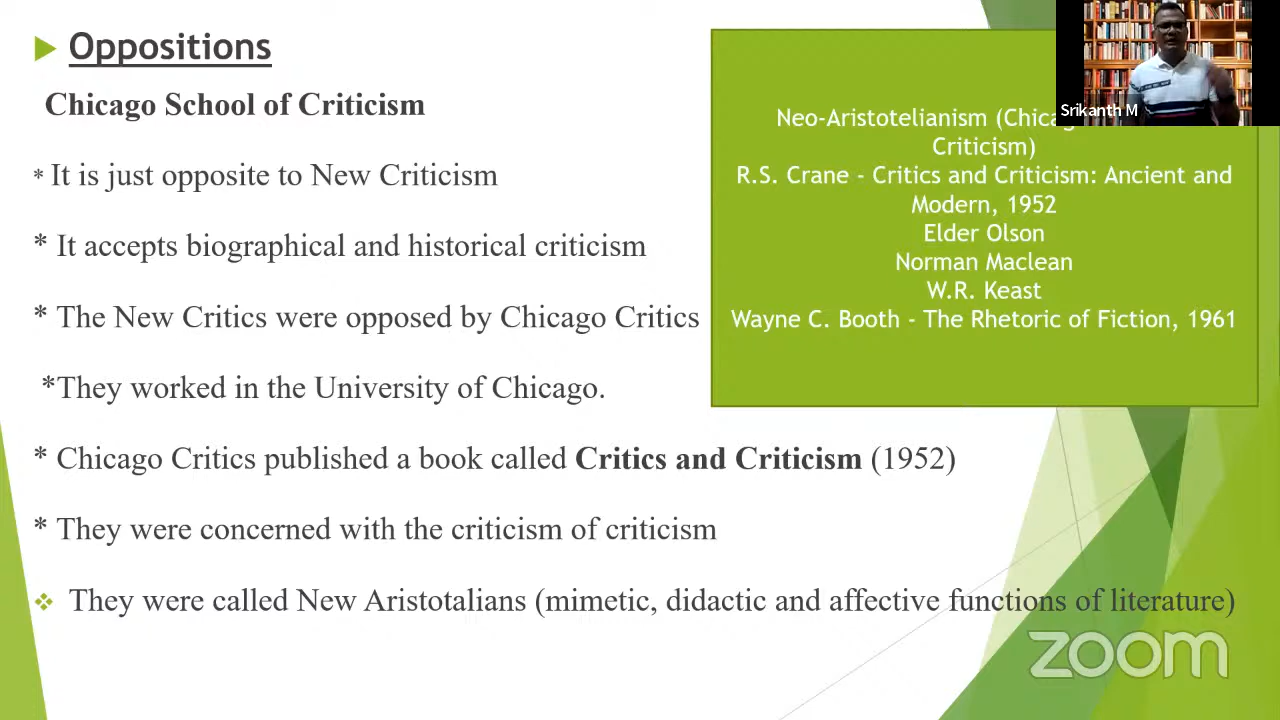 Oppositions
Chicago School of Criticism
* It is just opposite to New Criticism
* It accepts biographical and historical criticism
* The New Critics were opposed by Chicago Critics
*They worked in the University of Chicago.
* Chicago Critics published a book called Critics and Criticism (1952)
* They were concerned with the criticism of criticism
They were called New Aristotalians (mimetic, didactic and affective functions of literature)
Neo-Aristotelianism
Criticism)
R.S. Crane - Critics and Criticism: Ancient and
Modern, 1952
Elder Olson
Norman Maclean
W.R. Keast
Wayne C. Booth - The Rhetoric of Fiction, 1961
Srikanth M
zoom